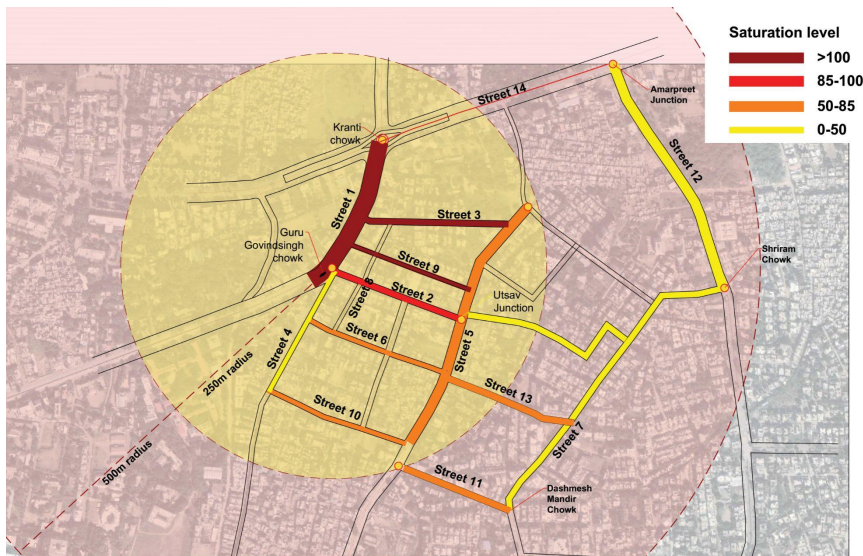 Saturation level
>100
85-100
50-85
0-50
Amarpreet
Junction
Street 14
Kranti
chowk
Street 12
Street 1
Street 3
Guru
Govindsingh
chowk
Shriram
Chowk
Street 9
Street 8
Street 2
Utsav
Junction
Street 4
Street 6
Street 5
250m radius
Street 13
Street 10
Street 7
500m radius
Street 11
Dashmesh
Mandir
Chowk